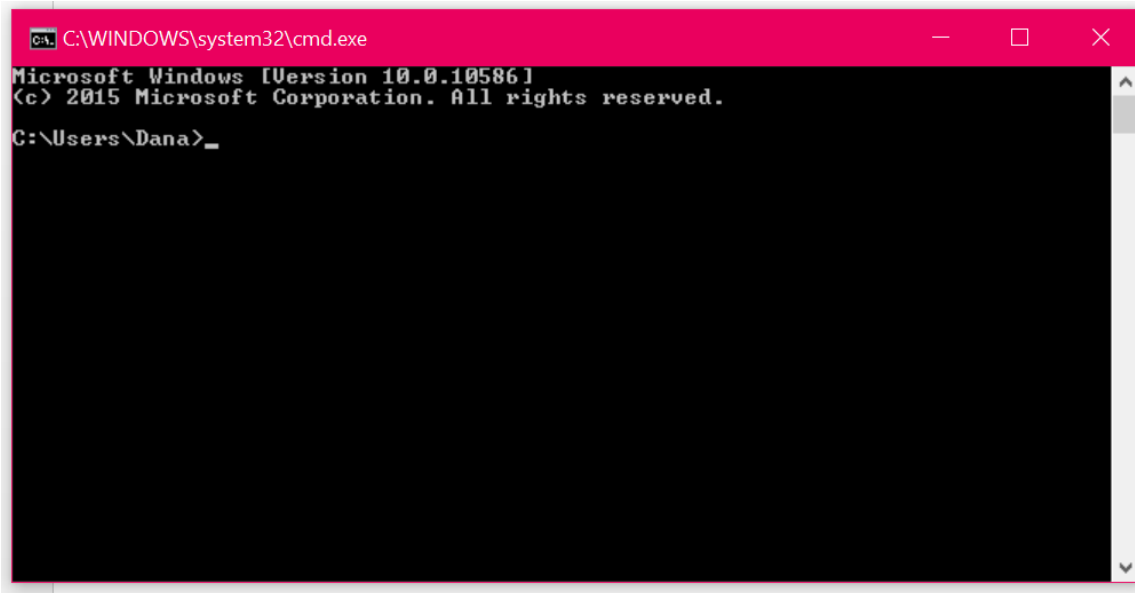 C:\WINDOWS\system32\cmd.exe
Microsoft Windows [Version 10.0.10586]
(c) 2015 Microsoft Corporation. All rights reserved.
C:\Users\Dana>_